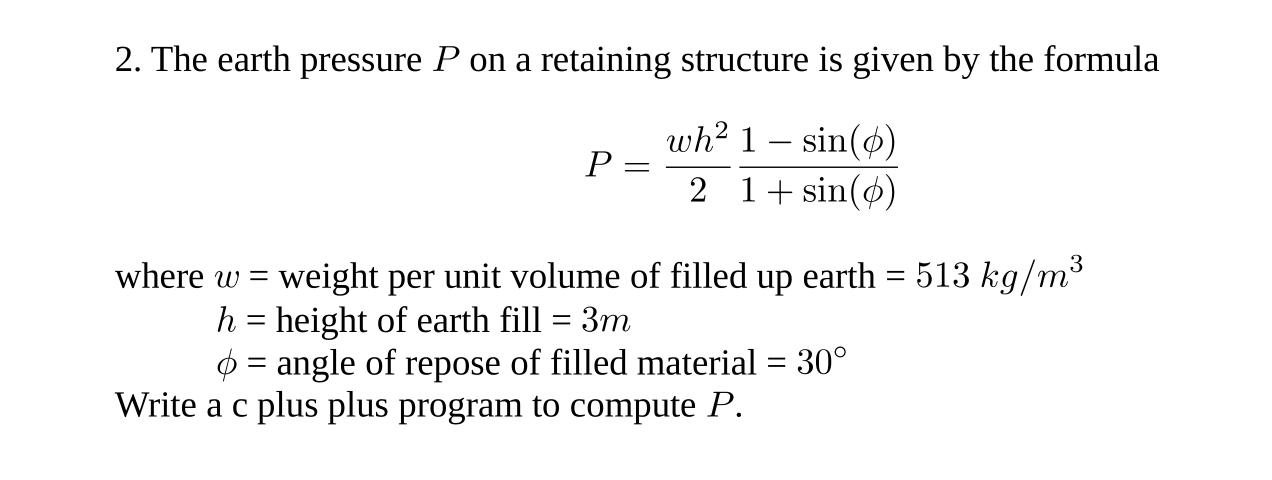 2. The earth pressure P on a retaining structure is given by the formula
P = \frac{wh^2}{2} \frac{1 - \sin(\phi)}{1 + \sin(\phi)}
where w = weight per unit volume of filled up earth = 513 kg/m^3
h = height of earth fill = 3m
ϕ = angle of repose of filled material = 30°
Write a c plus plus program to compute P.